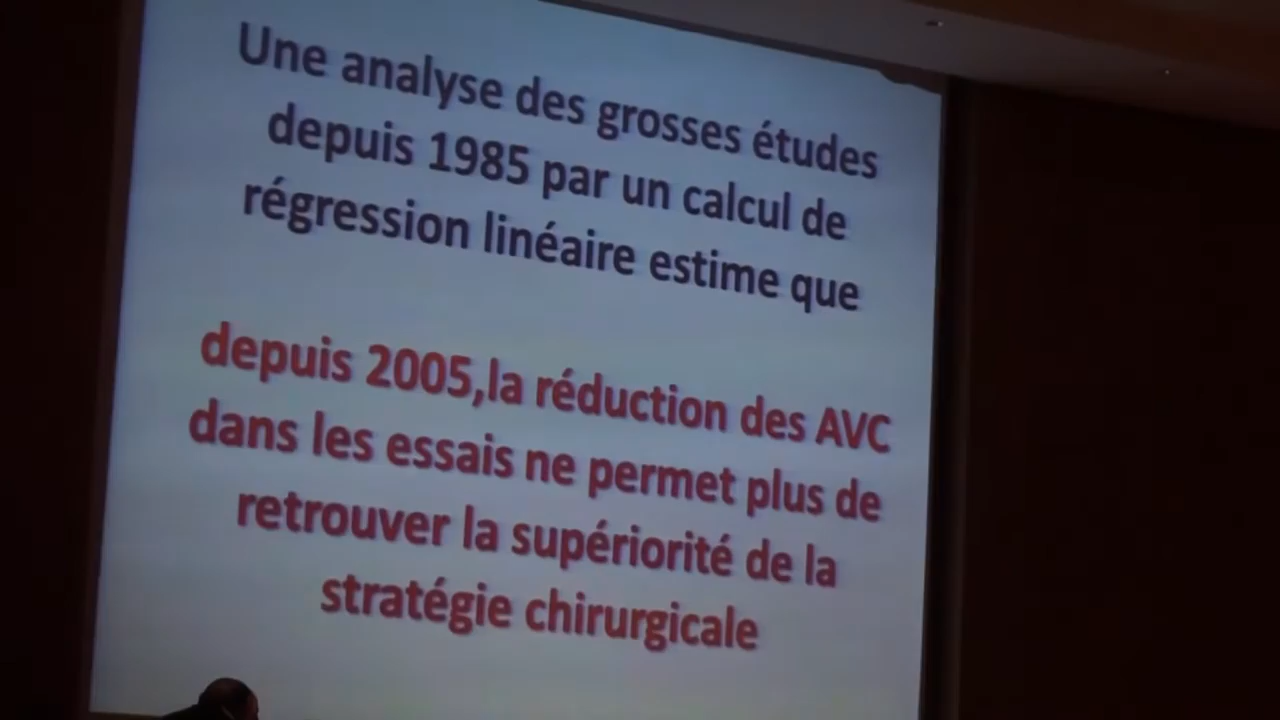 Une analyse des grosses études
depuis 1985 par un calcul de
régression linéaire estime que
depuis 2005,la réduction des AVC
dans les essais ne permet plus de
retrouver la supériorité de la
stratégie chirurgicale